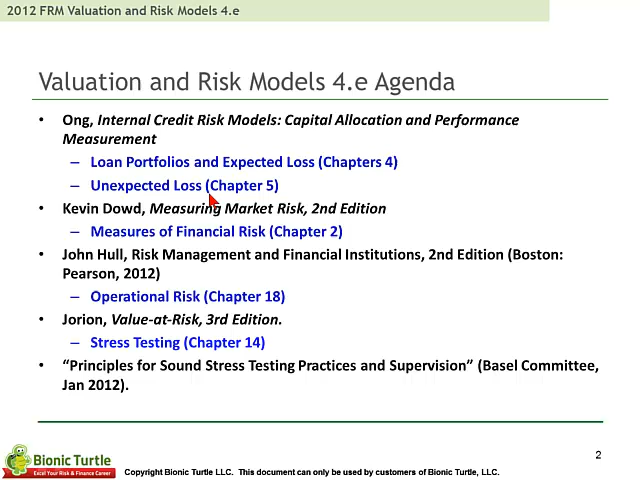 2012 FRM Valuation and Risk Models 4.e
Valuation and Risk Models 4.e Agenda
• Ong, Internal Credit Risk Models: Capital Allocation and Performance
Measurement
– Loan Portfolios and Expected Loss (Chapters 4)
– Unexpected Loss (Chapter 5)
• Kevin Dowd, Measuring Market Risk, 2nd Edition
– Measures of Financial Risk (Chapter 2)
• John Hull, Risk Management and Financial Institutions, 2nd Edition (Boston:
Pearson, 2012)
– Operational Risk (Chapter 18)
• Jorion, Value-at-Risk, 3rd Edition.
– Stress Testing (Chapter 14)
• “Principles for Sound Stress Testing Practices and Supervision” (Basel Committee,
Jan 2012).
2
Bionic Turtle
Excel Your Risk & Finance Career
Copyright Bionic Turtle LLC. This document can only be used by customers of Bionic Turtle, LLC.